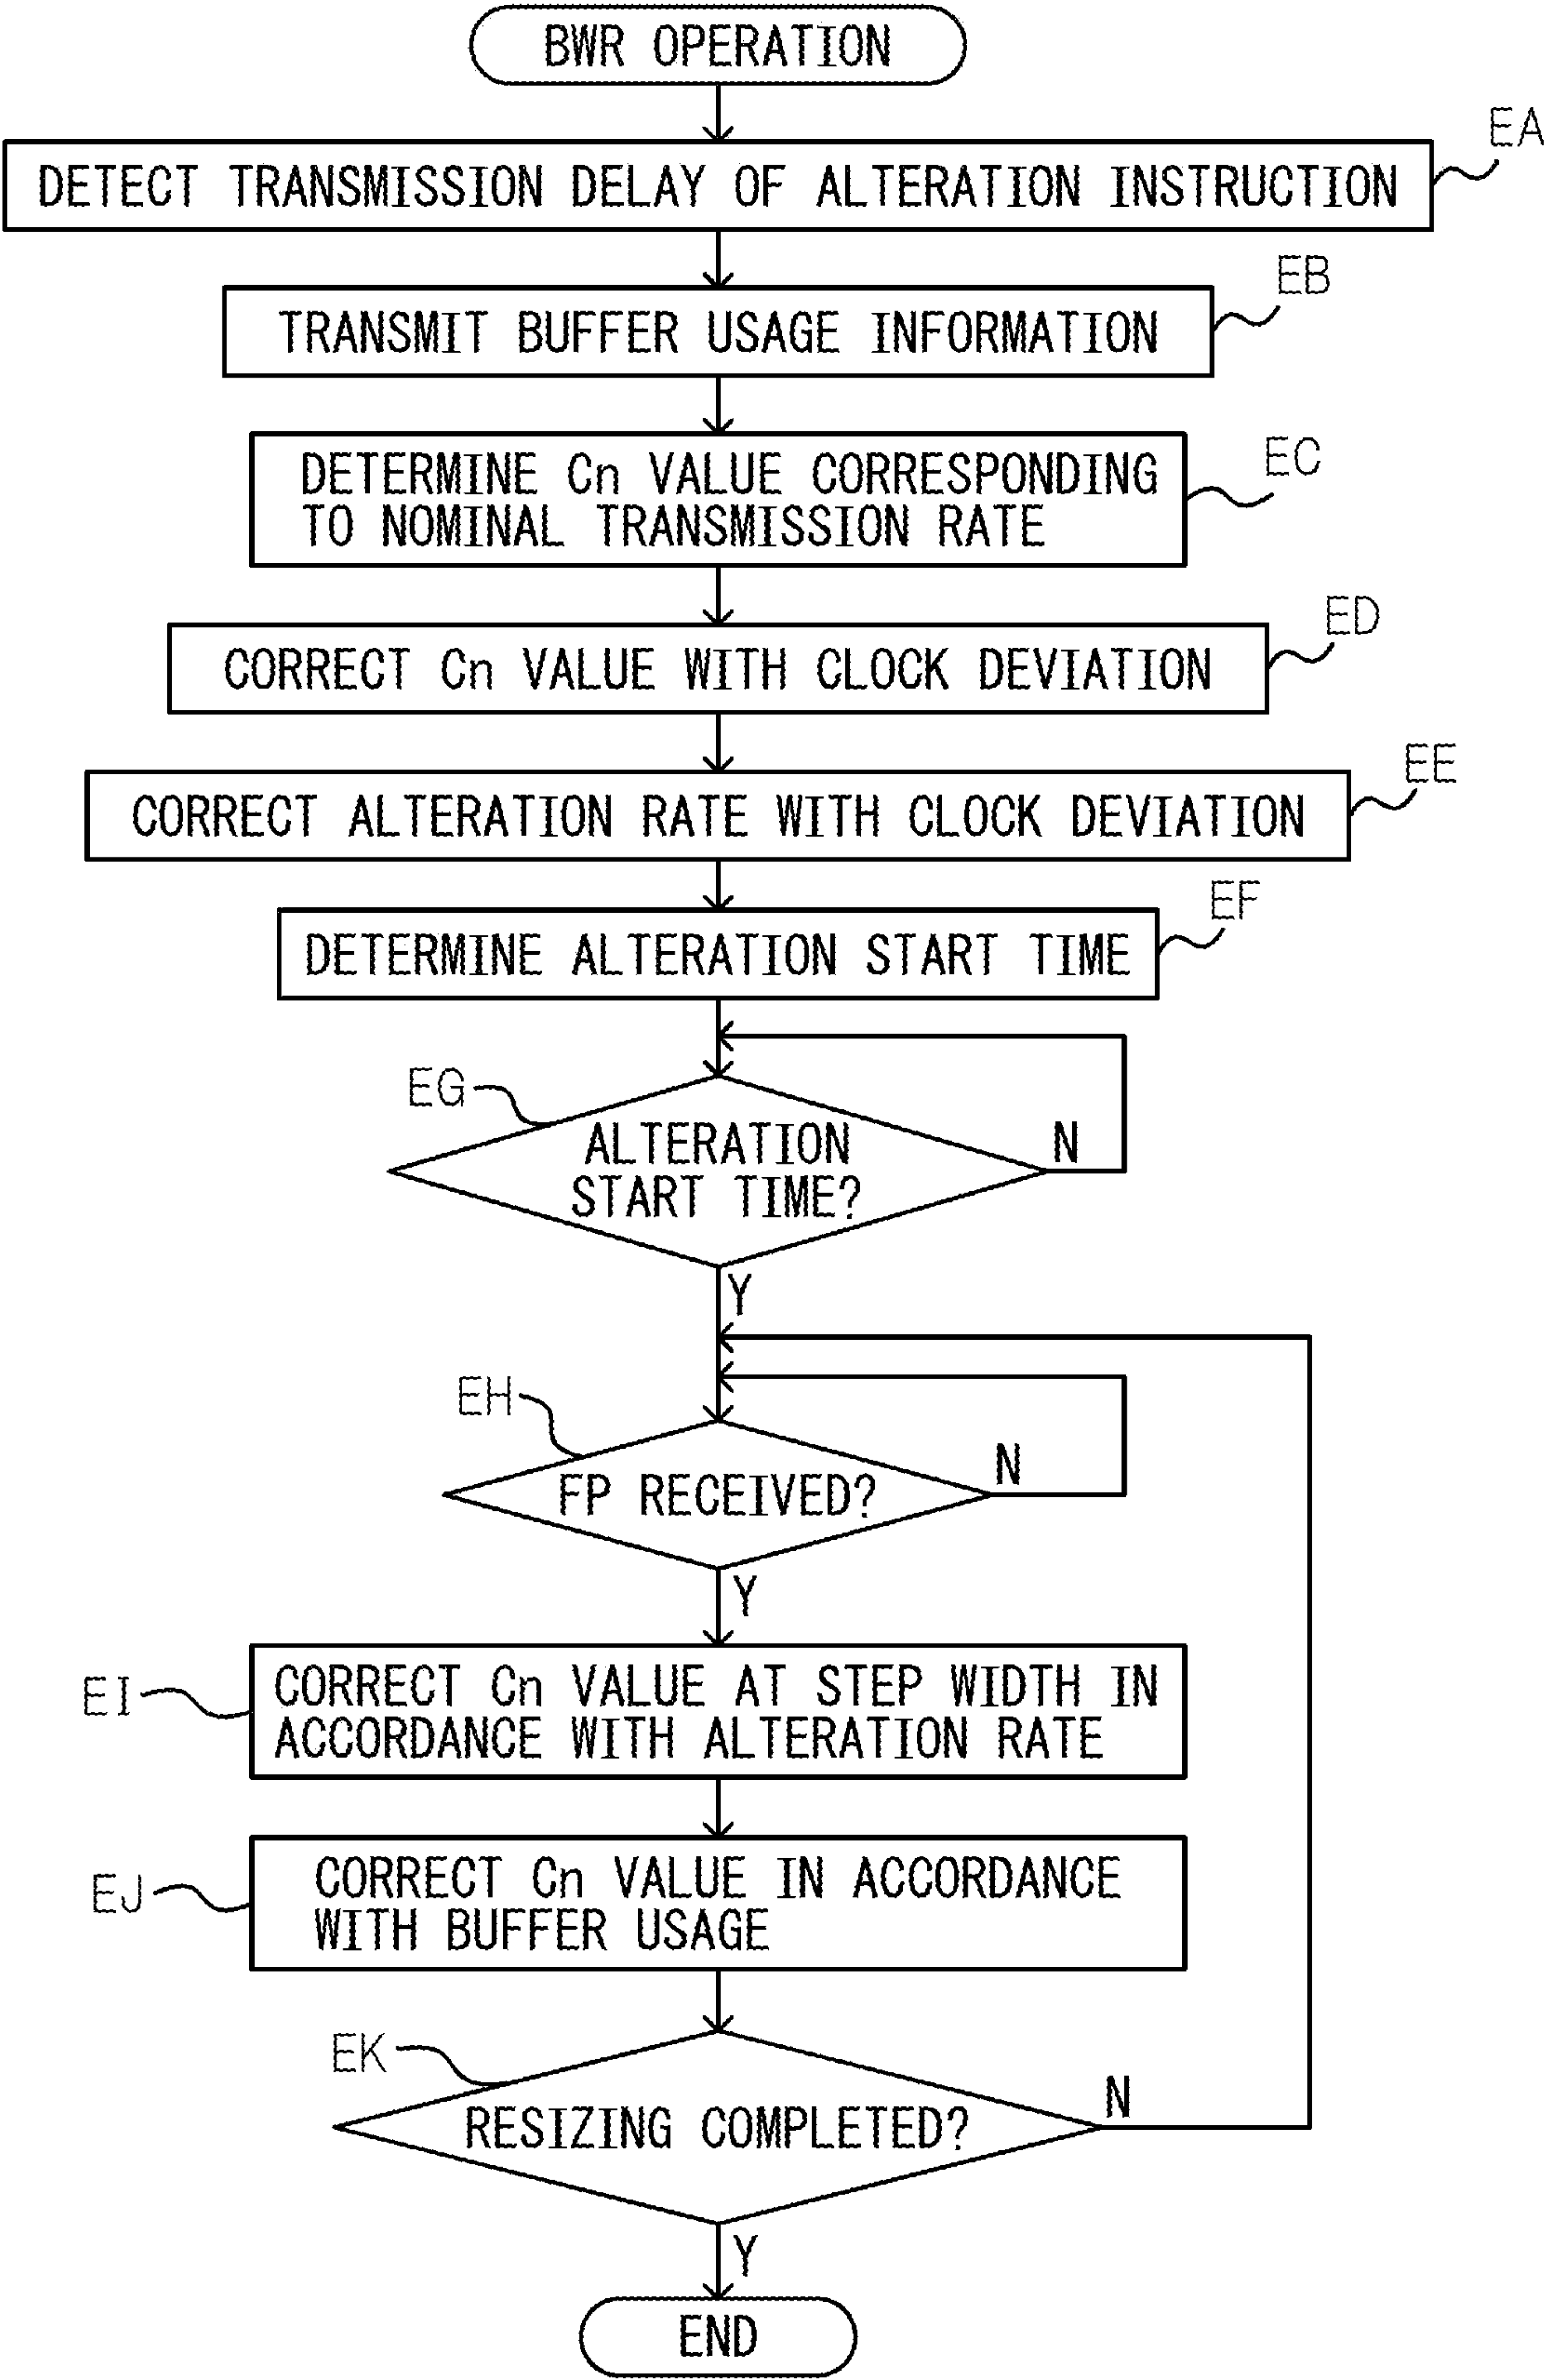 BWR OPERATION
EA
DETECT TRANSMISSION DELAY OF ALTERATION INSTRUCTION
EB
TRANSMIT BUFFER USAGE INFORMATION
EC
DETERMINE Cn VALUE CORRESPONDING
TO NOMINAL TRANSMISSION RATE
ED
CORRECT Cn VALUE WITH CLOCK DEVIATION
EE
CORRECT ALTERATION RATE WITH CLOCK DEVIATION
EF
DETERMINE ALTERATION START TIME
EG
ALTERATION
START TIME?
N
Y
EH
FP RECEIVED?
N
Y
EI
CORRECT Cn VALUE AT STEP WIDTH IN
ACCORDANCE WITH ALTERATION RATE
EJ
CORRECT Cn VALUE IN ACCORDANCE
WITH BUFFER USAGE
EK
RESIZING COMPLETED?
N
Y
END